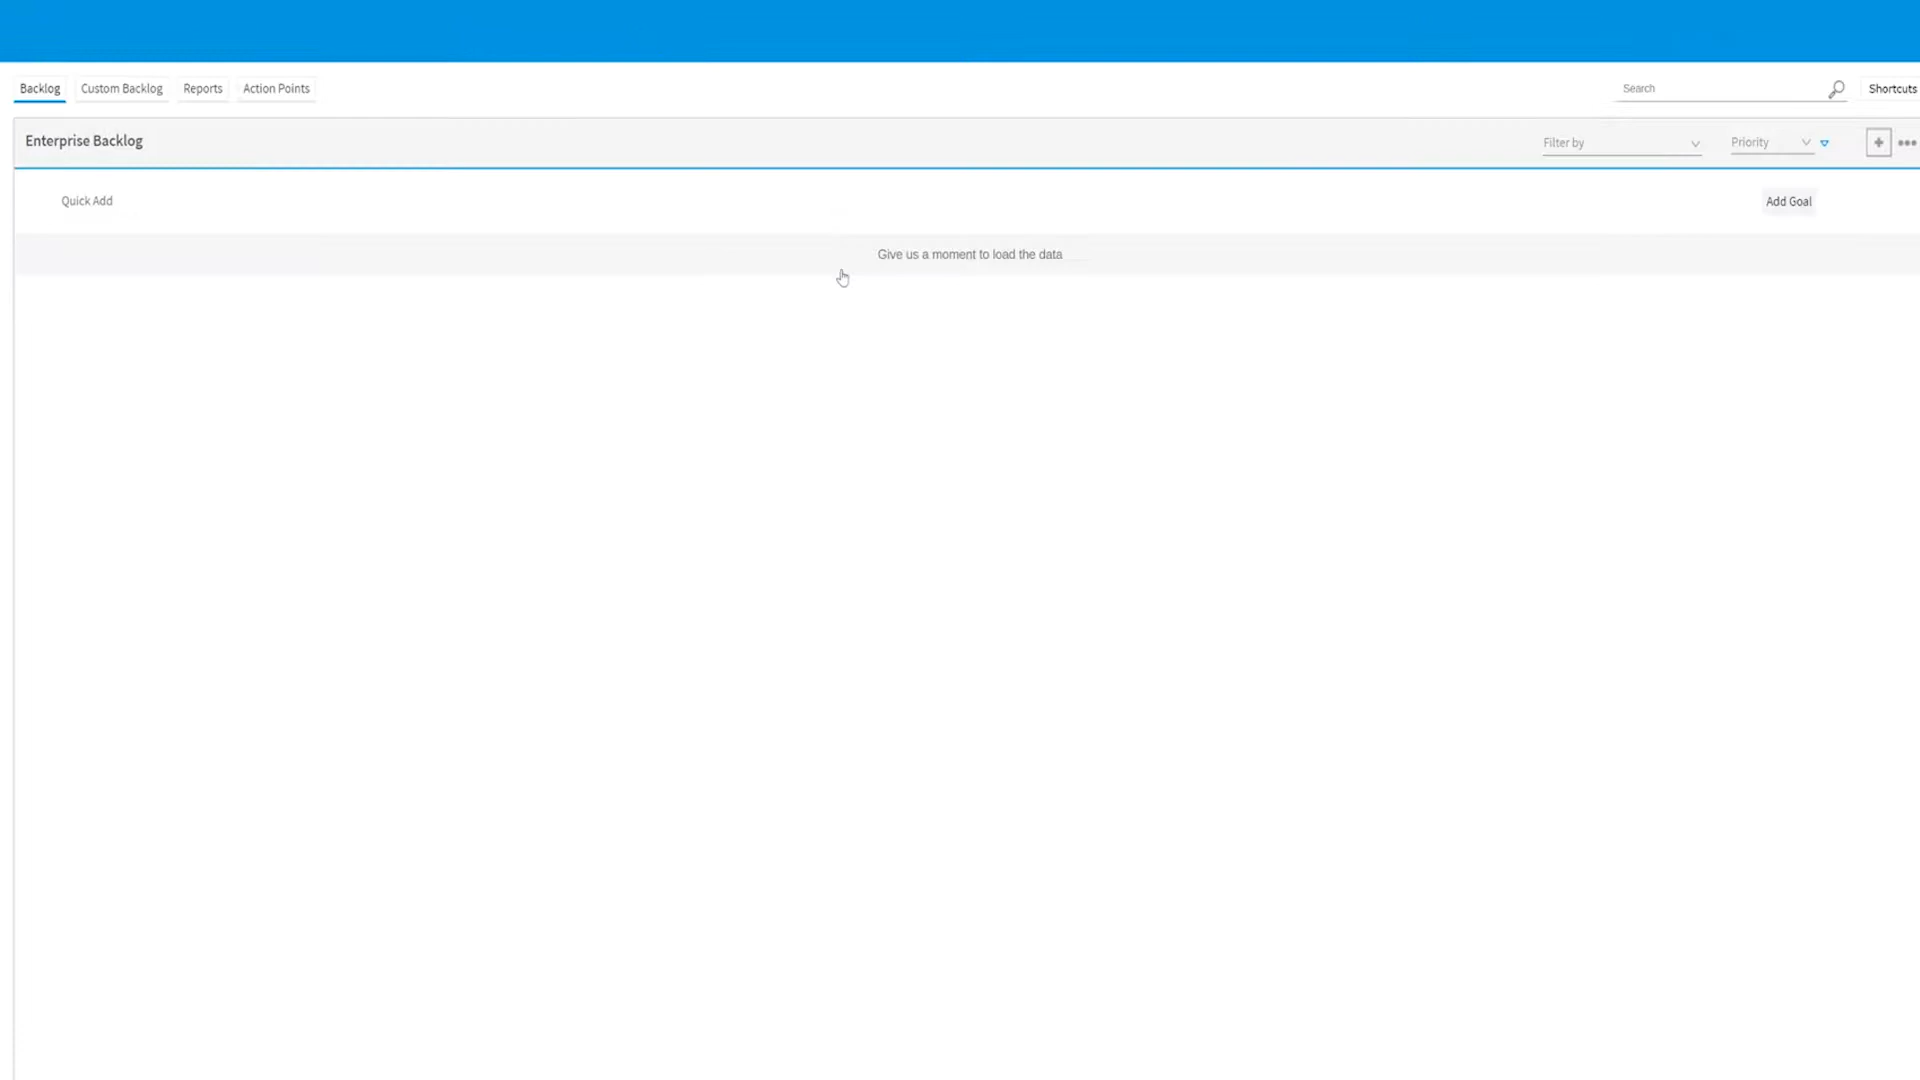 Backlog Custom Backlog Reports Action Points Search Shortcuts
Enterprise Backlog Filter by Priority
Quick Add Add Goal
Give us a moment to load the data